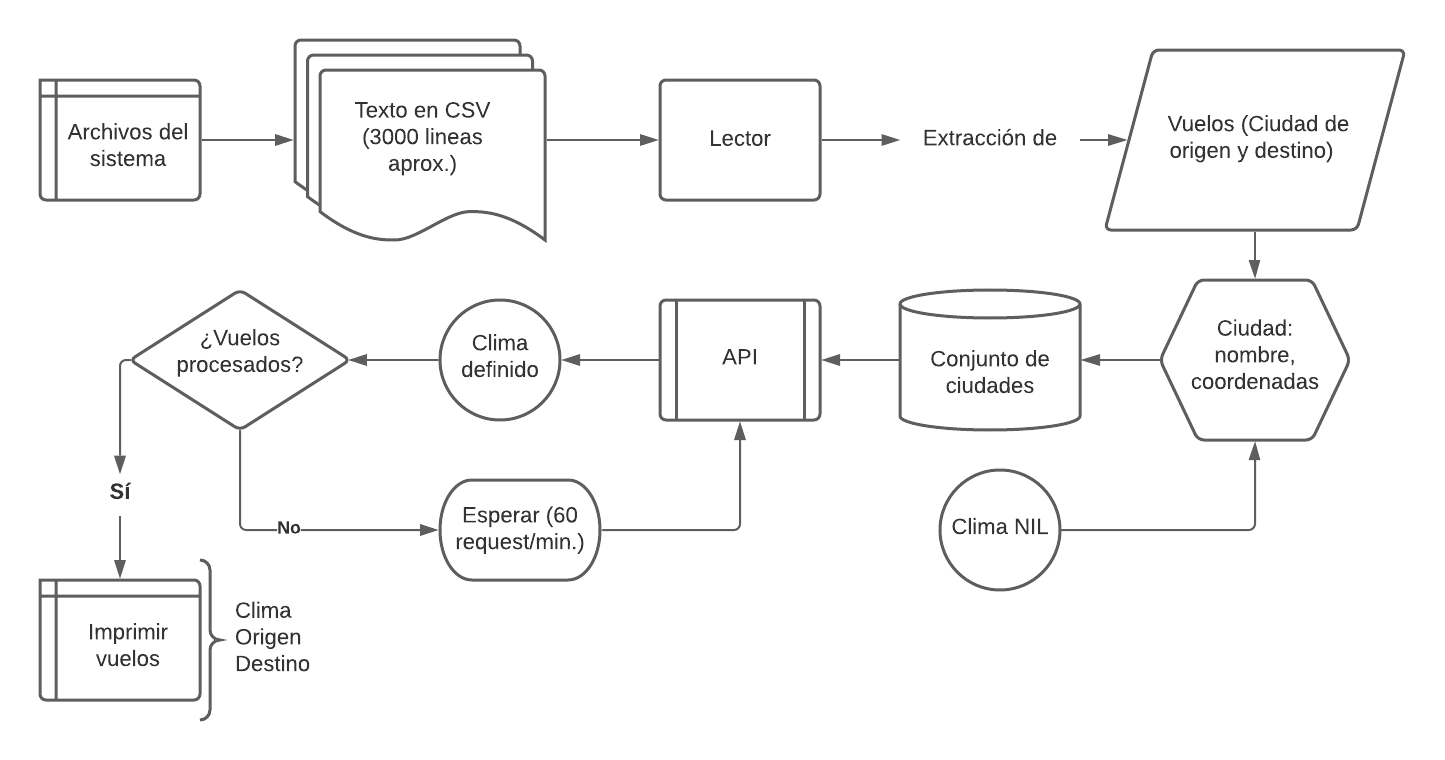 Archivos del
sistema
Texto en CSV
(3000 lineas
aprox.)
Lector
Extracción de
Vuelos (Ciudad de
origen y destino)
¿Vuelos
procesados?
Clima
definido
API
Conjunto de
ciudades
Ciudad:
nombre,
coordenadas
Sí
No
Esperar (60
request/min.)
Clima NIL
Imprimir
vuelos
Clima
Origen
Destino